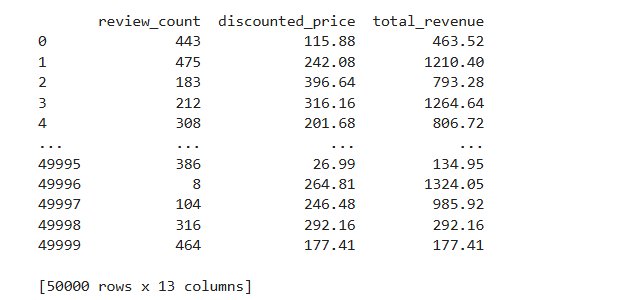 review_count discounted_price total_revenue
0 443 115.88 463.52
1 475 242.08 1210.40
2 183 396.64 793.28
3 212 316.16 1264.64
4 308 201.68 806.72
... ... ... ...
49995 386 26.99 134.95
49996 8 264.81 1324.05
49997 104 246.48 985.92
49998 316 292.16 292.16
49999 464 177.41 177.41
[50000 rows x 13 columns]